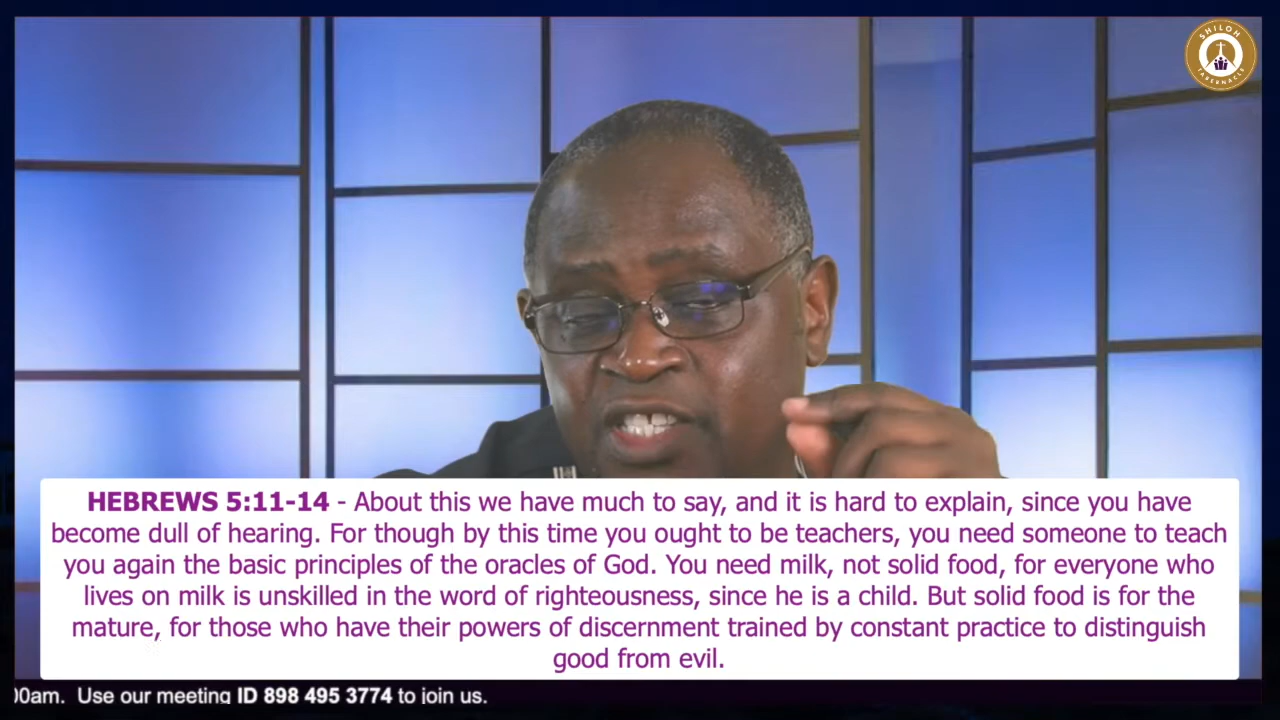 SHILOH
TABERNACLE
HEBREWS 5:11-14 - About this we have much to say, and it is hard to explain, since you have
become dull of hearing. For though by this time you ought to be teachers, you need someone to teach
you again the basic principles of the oracles of God. You need milk, not solid food, for everyone who
lives on milk is unskilled in the word of righteousness, since he is a child. But solid food is for the
mature, for those who have their powers of discernment trained by constant practice to distinguish
good from evil.
00am. Use our meeting ID 898 495 3774 to join us.